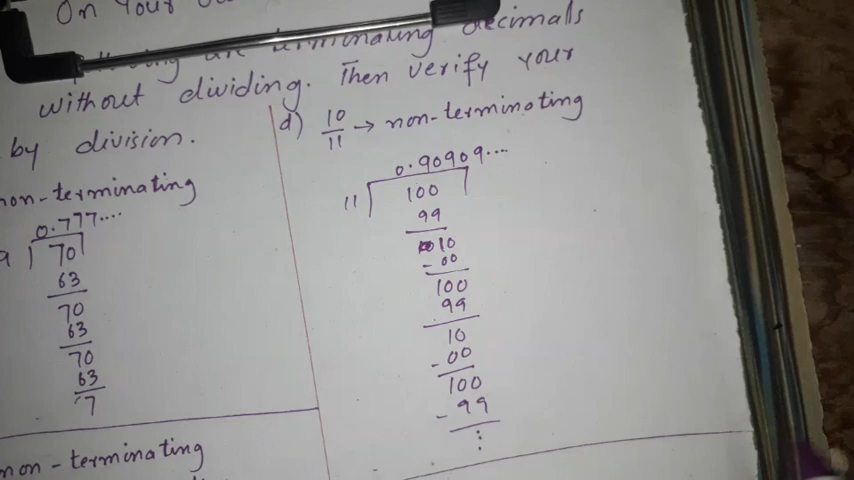 On Your
are terminating decimals
without dividing. Then verify your
by division.
non-terminating
0.777....
9 70
63
70
63
70
63
7
non-terminating
d) 10/11 → non-terminating
0.90909....
11 100
99
10
-00
100
99
10
-00
100
-99
⋮